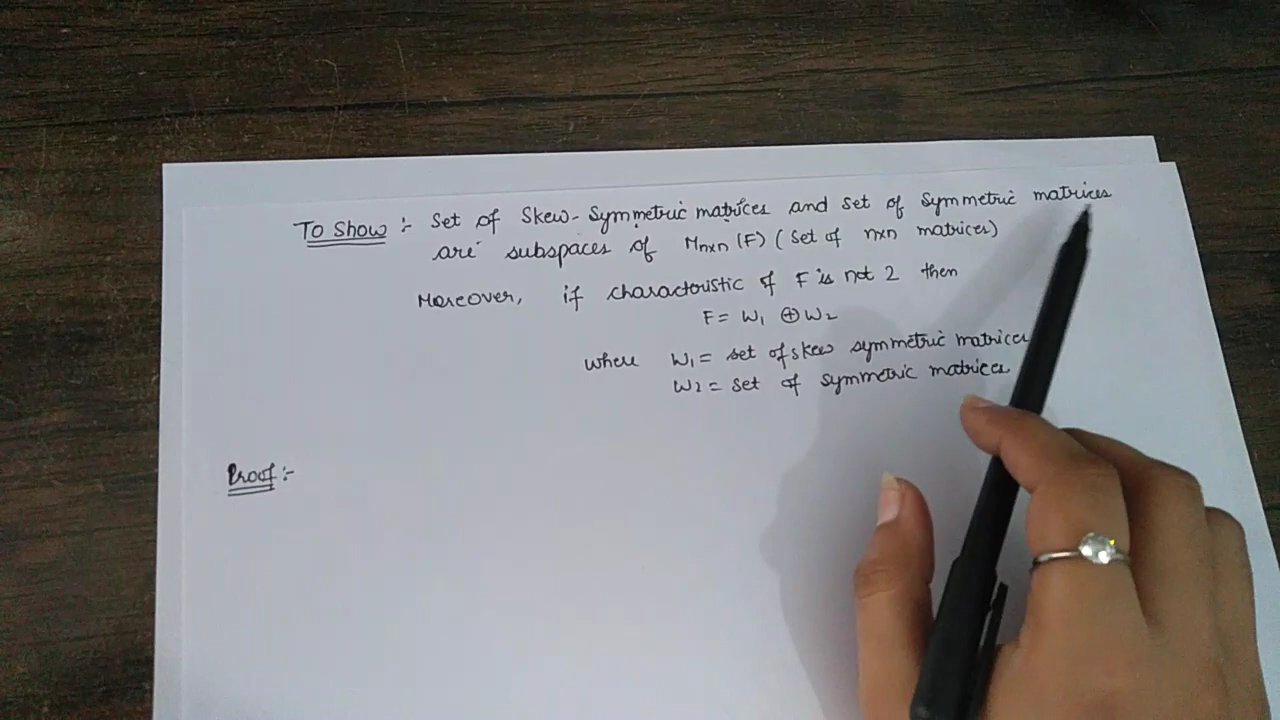 To Show :- Set of Skew-Symmetric matrices and set of Symmetric matrices
are subspaces of Mnxn (F) (set of nxn matrices)
Moreover, if characteristic of F is not 2 then
F = W1 ⊕ W2
where W1 = set of skew symmetric matrices
W2 = set of symmetric matrices
Proof :-